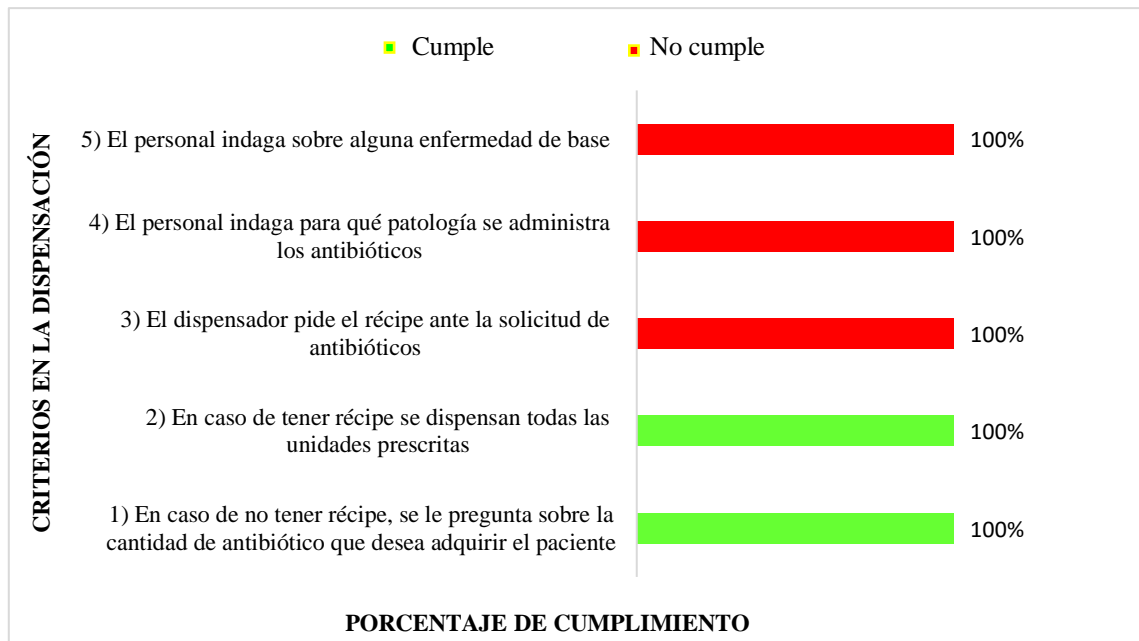 Cumple
No cumple
CRITERIOS EN LA DISPENSACIÓN
5) El personal indaga sobre alguna enfermedad de base
100%
4) El personal indaga para qué patología se administra
los antibióticos
100%
3) El dispensador pide el récipe ante la solicitud de
antibióticos
100%
2) En caso de tener récipe se dispensan todas las
unidades prescritas
100%
1) En caso de no tener récipe, se le pregunta sobre la
cantidad de antibiótico que desea adquirir el paciente
100%
PORCENTAJE DE CUMPLIMIENTO